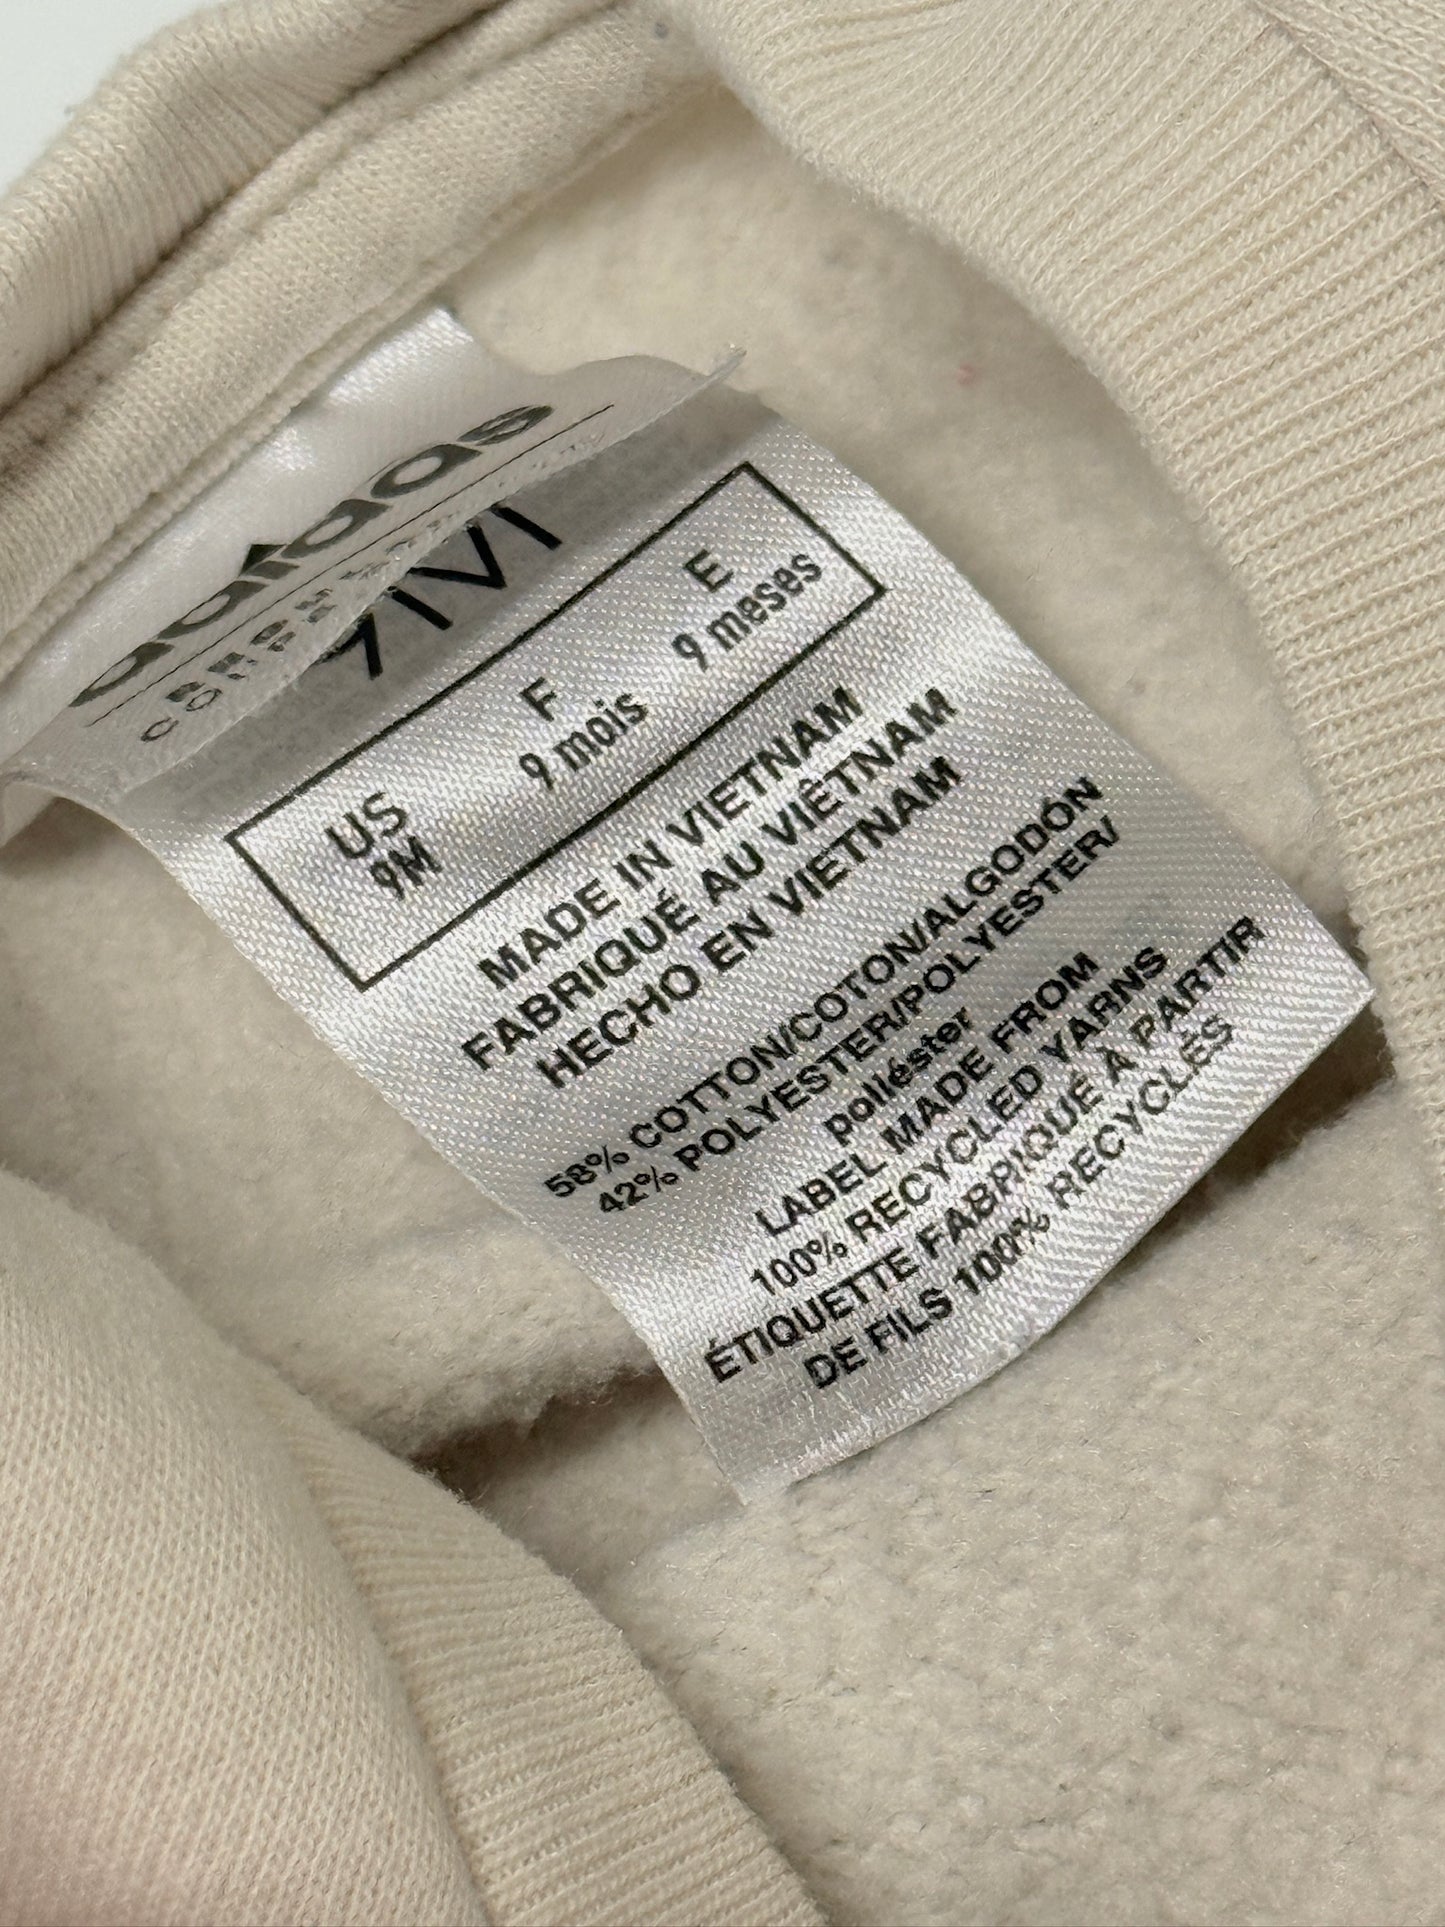 adidas
9M
US
9M
F
9 mois
E
9 meses
MADE IN VIETNAM
FABRIQUÉ AU VIÊTNAM
HECHO EN VIETNAM
58% COTTON/COTON/ALGODÓN
42% POLYESTER/POLYESTER/
poliéster
LABEL MADE FROM
100% RECYCLED YARNS
ÉTIQUETTE FABRIQUÉ À PARTIR
DE FILS 100% RECYCLÉS